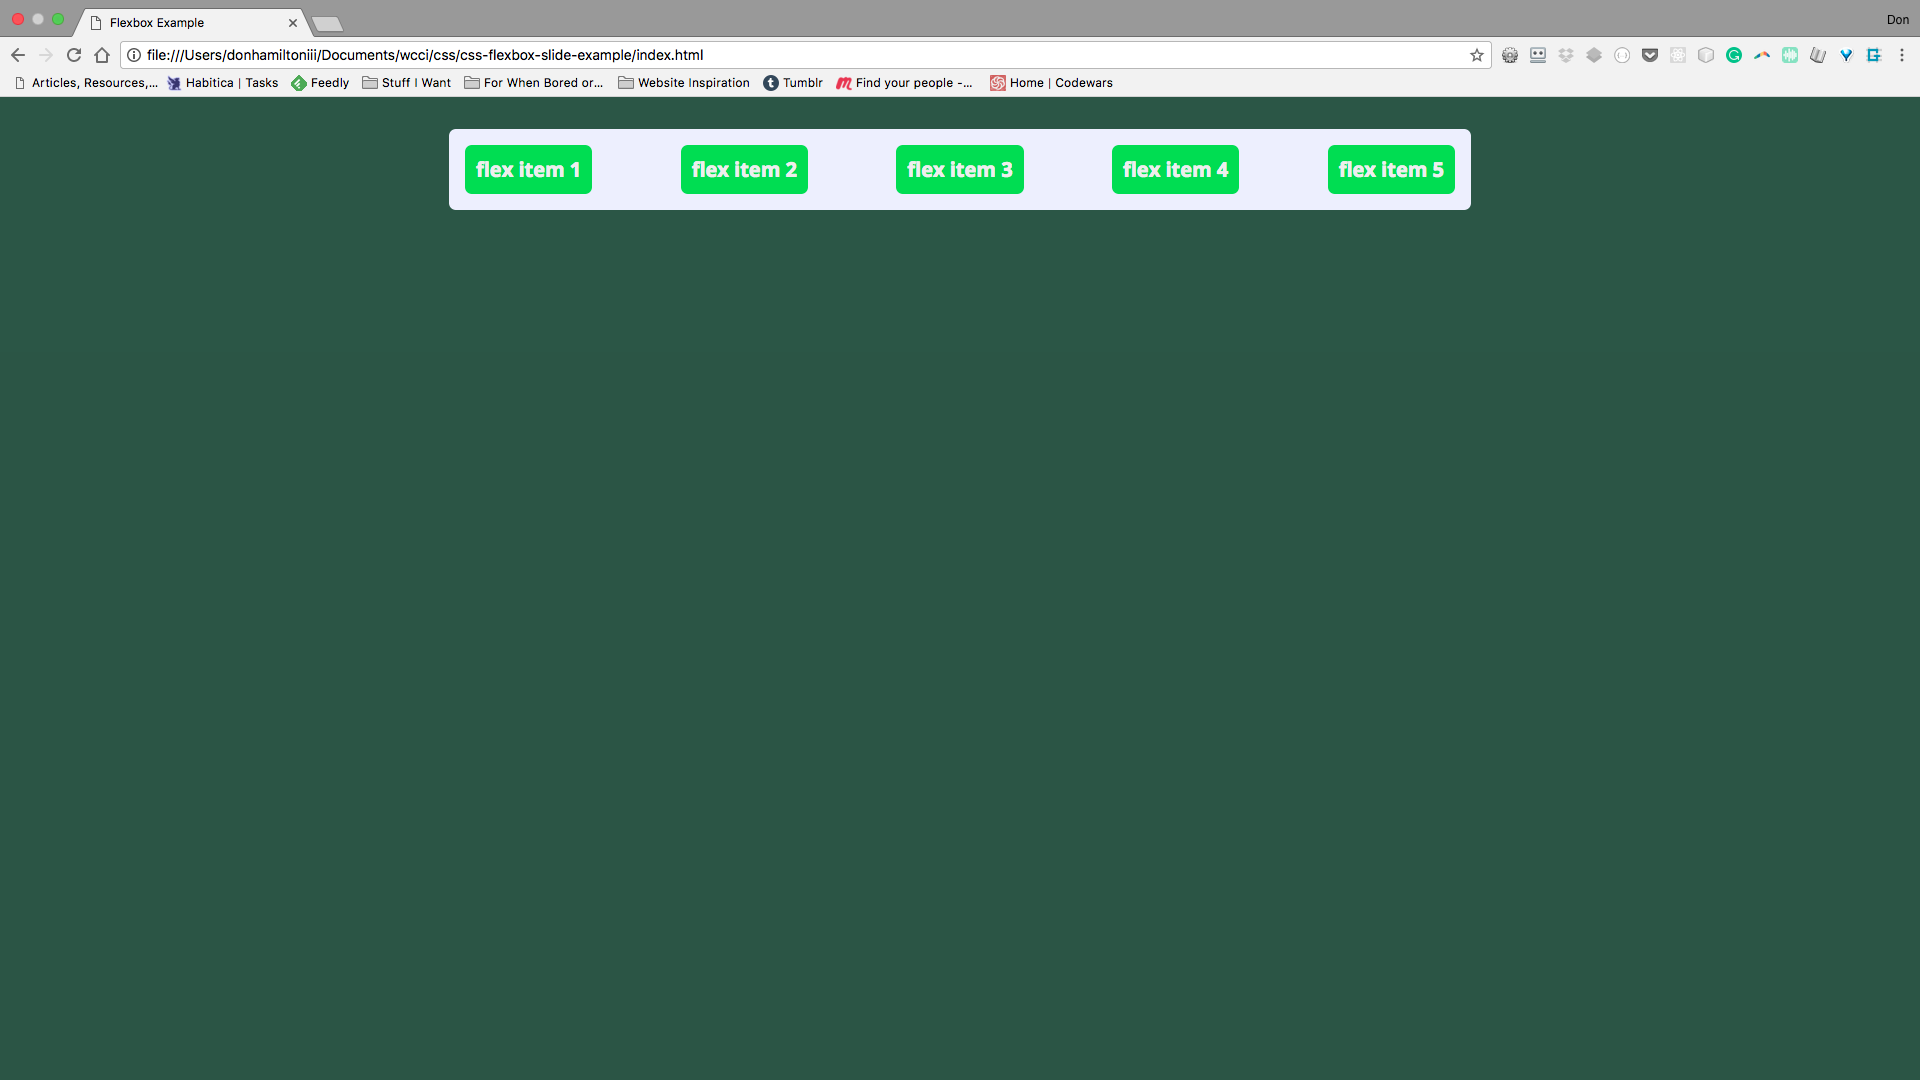 Flexbox Example
Don
file:///Users/donhamiltoniii/Documents/wcci/css/css-flexbox-slide-example/index.html
Articles, Resources,... Habitica | Tasks Feedly Stuff I Want For When Bored or... Website Inspiration Tumblr Find your people -... Home | Codewars
flex item 1 flex item 2 flex item 3 flex item 4 flex item 5